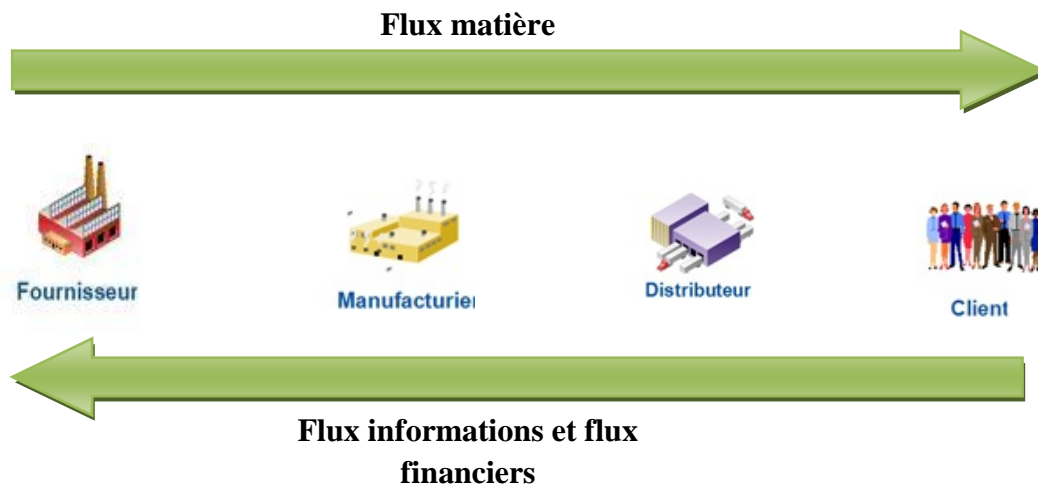 Flux matière
Fournisseur
Manufacturier
Distributeur
Client
Flux informations et flux
financiers